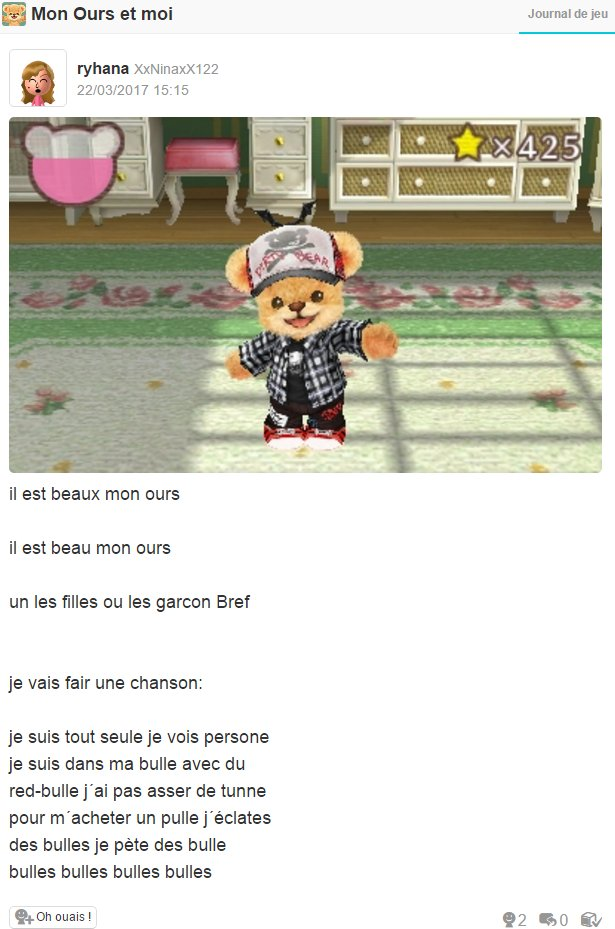 Mon Ours et moi
Journal de jeu
ryhana XxNinaxX122
22/03/2017 15:15
×425
DIRTY BEAR
il est beaux mon ours
il est beau mon ours
un les filles ou les garcon Bref
je vais fair une chanson:
je suis tout seule je vois persone
je suis dans ma bulle avec du
red-bulle j´ai pas asser de tunne
pour m´acheter un pulle j´éclates
des bulles je pète des bulle
bulles bulles bulles bulles
Oh ouais !
2
0